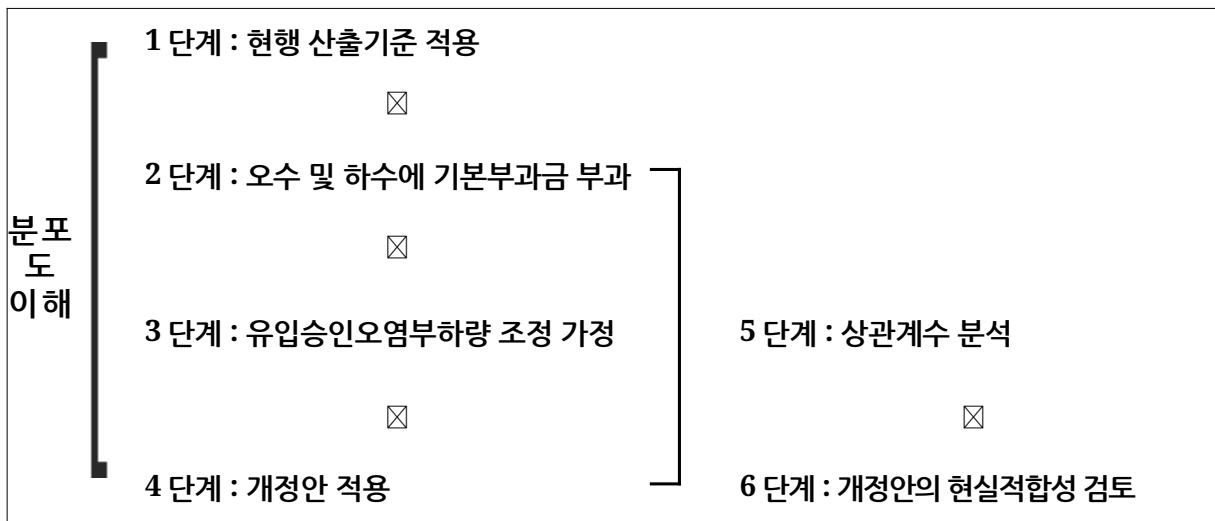 1 단계 : 현행 산출기준 적용
2 단계 : 오수 및 하수에 기본부과금 부과
분포
도
이해
3 단계 : 유입승인오염부하량 조정 가정
4 단계 : 개정안 적용
5 단계 : 상관계수 분석
6 단계 : 개정안의 현실적합성 검토